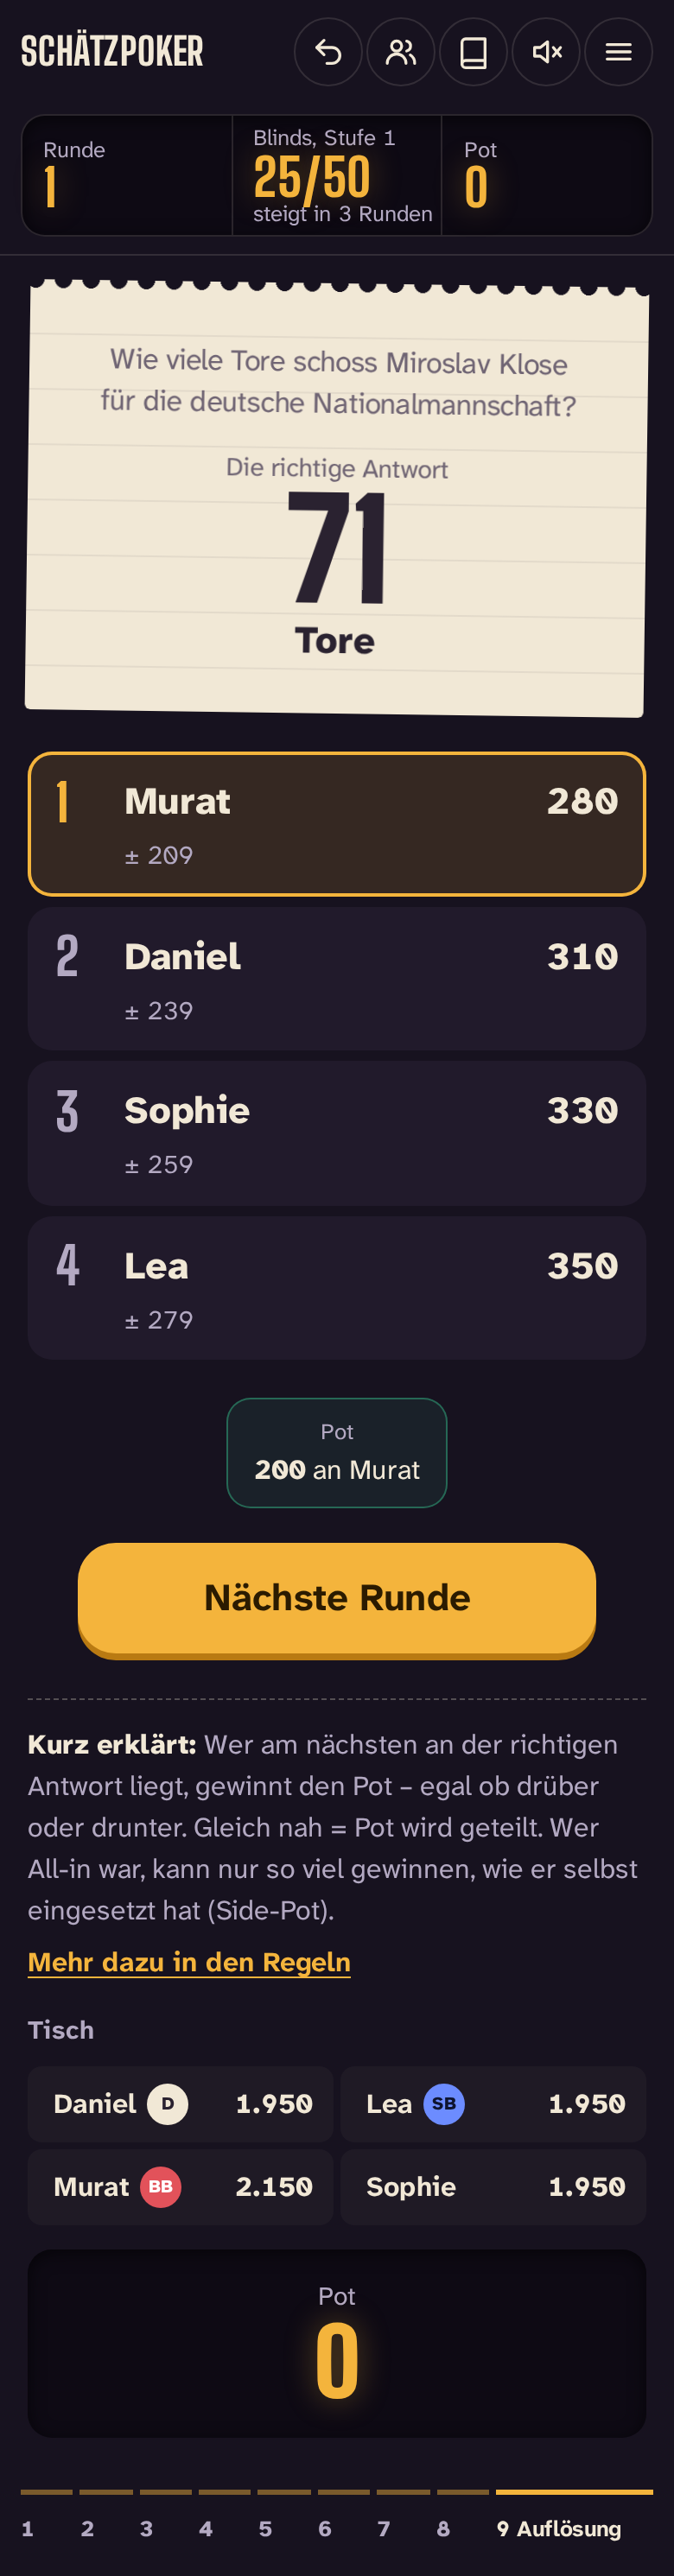 SCHÄTZPOKER
Runde
1
Blinds, Stufe 1
25/50
steigt in 3 Runden
Pot
0
Wie viele Tore schoss Miroslav Klose
für die deutsche Nationalmannschaft?
Die richtige Antwort
71
Tore
1 Murat 280
± 209
2 Daniel 310
± 239
3 Sophie 330
± 259
4 Lea 350
± 279
Pot
200 an Murat
Nächste Runde
Kurz erklärt: Wer am nächsten an der richtigen
Antwort liegt, gewinnt den Pot – egal ob drüber
oder drunter. Gleich nah = Pot wird geteilt. Wer
All-in war, kann nur so viel gewinnen, wie er selbst
eingesetzt hat (Side-Pot).
Mehr dazu in den Regeln
Tisch
Daniel D 1.950
Lea SB 1.950
Murat BB 2.150
Sophie 1.950
Pot
0
1 2 3 4 5 6 7 8 9 Auflösung